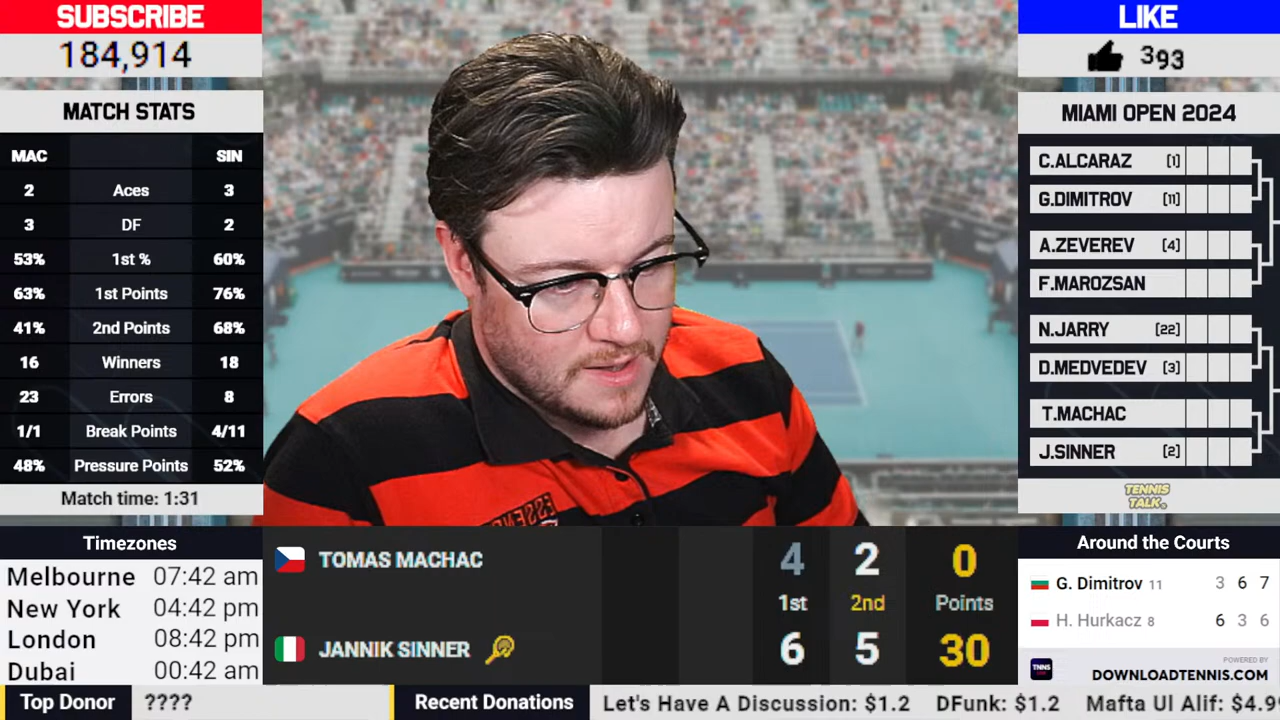 SUBSCRIBE
184,914
MATCH STATS
MAC SIN
2 Aces 3
3 DF 2
53% 1st % 60%
63% 1st Points 76%
41% 2nd Points 68%
16 Winners 18
23 Errors 8
1/1 Break Points 4/11
48% Pressure Points 52%
Match time: 1:31
Timezones
Melbourne 07:42 am
New York 04:42 pm
London 08:42 pm
Dubai 00:42 am
TOMAS MACHAC 4 2 0
1st 2nd Points
JANNIK SINNER 6 5 30
LIKE
393
MIAMI OPEN 2024
C.ALCARAZ [1]
G.DIMITROV [11]
A.ZEVEREV [4]
F.MAROZSAN
N.JARRY [22]
D.MEDVEDEV [3]
T.MACHAC
J.SINNER [2]
TENNIS
TALK
Around the Courts
G. Dimitrov 11 3 6 7
H. Hurkacz 8 6 3 6
TNNS
POWERED BY
DOWNLOADTENNIS.COM
Top Donor ???? Recent Donations Let's Have A Discussion: $1.2 DFunk: $1.2 Mafta Ul Alif: $4.9